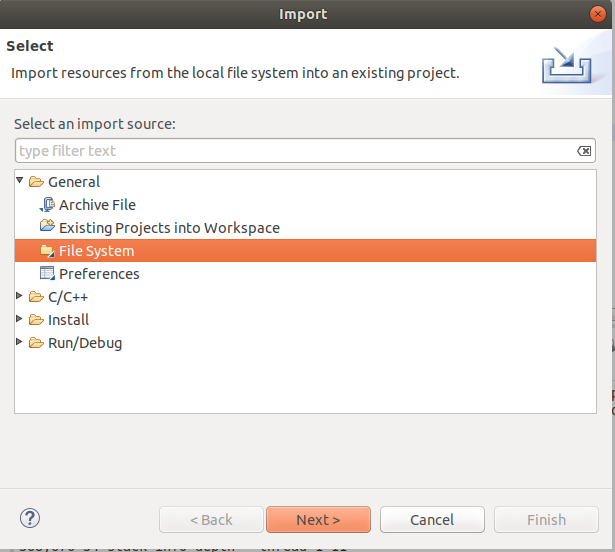 Import
Select
Import resources from the local file system into an existing project.
Select an import source:
type filter text
General
Archive File
Existing Projects into Workspace
File System
Preferences
C/C++
Install
Run/Debug
? < Back Next > Cancel Finish